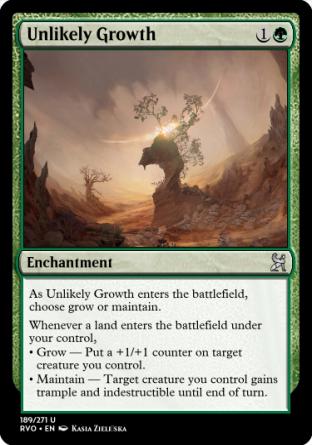 Unlikely Growth 1
Enchantment
As Unlikely Growth enters the battlefield,
choose grow or maintain.
Whenever a land enters the battlefield under
your control,
• Grow — Put a +1/+1 counter on target
creature you control.
• Maintain — Target creature you control gains
trample and indestructible until end of turn.
189/271 U
RVO • EN Kasia Zieluska